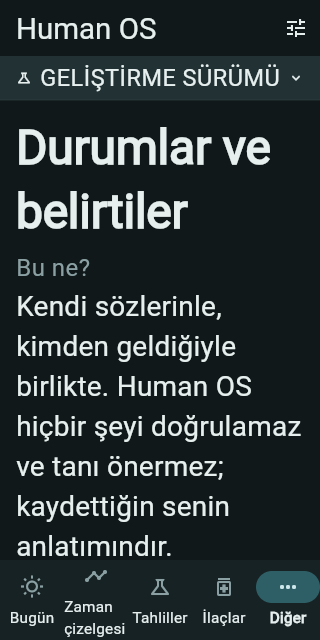 Human OS
GELİŞTİRME SÜRÜMÜ
Durumlar ve
belirtiler
Bu ne?
Kendi sözlerinle,
kimden geldiğiyle
birlikte. Human OS
hiçbir şeyi doğrulamaz
ve tanı önermez;
kaydettiğin senin
anlatımındır.
Bugün
Zaman
çizelgesi
Tahliller
İlaçlar
Diğer